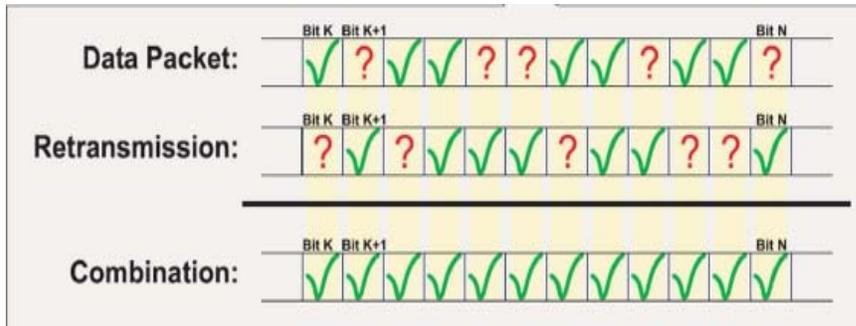 Bit K Bit K+1 Bit N
Data Packet: ? ? ? ? ?
Bit K Bit K+1 Bit N
Retransmission: ? ? ? ? ?
Bit K Bit K+1 Bit N
Combination: